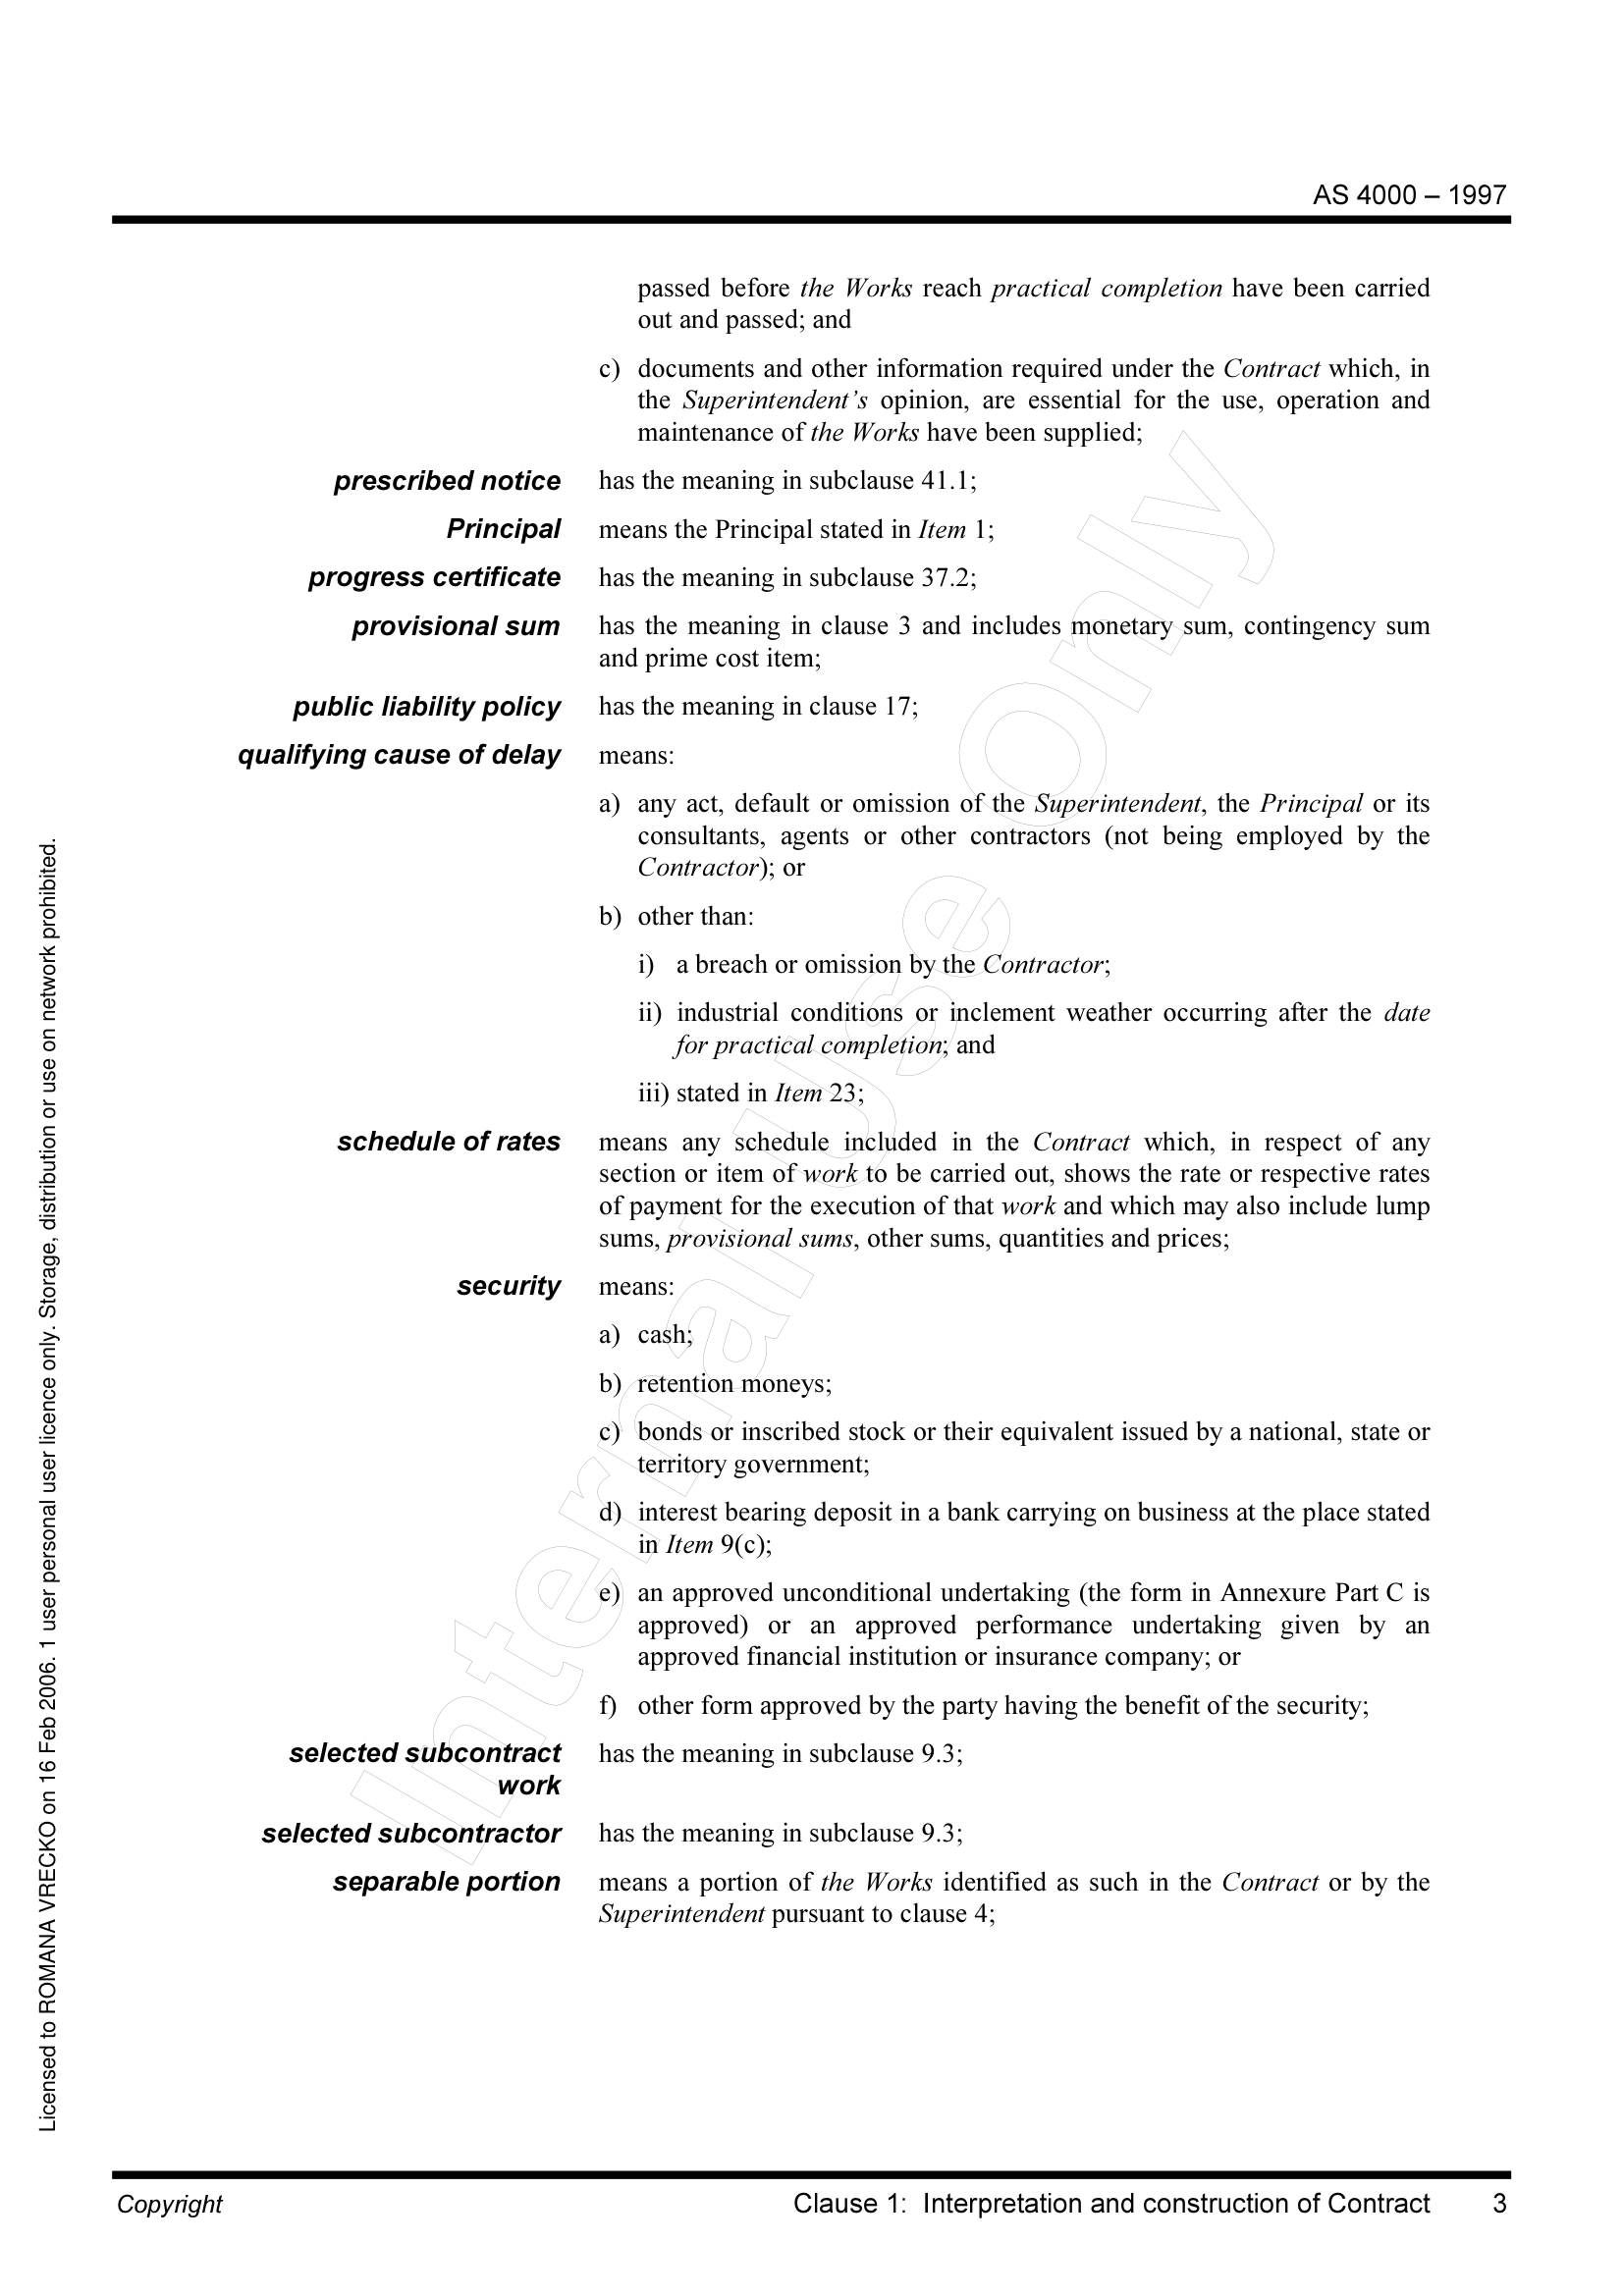 AS 4000 – 1997
passed before the Works reach practical completion have been carried
out and passed; and
c) documents and other information required under the Contract which, in
the Superintendent’s opinion, are essential for the use, operation and
maintenance of the Works have been supplied;
prescribed notice has the meaning in subclause 41.1;
Principal means the Principal stated in Item 1;
progress certificate has the meaning in subclause 37.2;
provisional sum has the meaning in clause 3 and includes monetary sum, contingency sum
and prime cost item;
public liability policy has the meaning in clause 17;
qualifying cause of delay means:
a) any act, default or omission of the Superintendent, the Principal or its
consultants, agents or other contractors (not being employed by the
Contractor); or
b) other than:
i) a breach or omission by the Contractor;
ii) industrial conditions or inclement weather occurring after the date
for practical completion; and
iii) stated in Item 23;
schedule of rates means any schedule included in the Contract which, in respect of any
section or item of work to be carried out, shows the rate or respective rates
of payment for the execution of that work and which may also include lump
sums, provisional sums, other sums, quantities and prices;
security means:
a) cash;
b) retention moneys;
c) bonds or inscribed stock or their equivalent issued by a national, state or
territory government;
d) interest bearing deposit in a bank carrying on business at the place stated
in Item 9(c);
e) an approved unconditional undertaking (the form in Annexure Part C is
approved) or an approved performance undertaking given by an
approved financial institution or insurance company; or
f) other form approved by the party having the benefit of the security;
selected subcontract has the meaning in subclause 9.3;
work
selected subcontractor has the meaning in subclause 9.3;
separable portion means a portion of the Works identified as such in the Contract or by the
Superintendent pursuant to clause 4;
Copyright Clause 1: Interpretation and construction of Contract 3
Licensed to ROMANA VRECKO on 16 Feb 2006. 1 user personal user licence only. Storage, distribution or use on network prohibited.
Internal Use Only